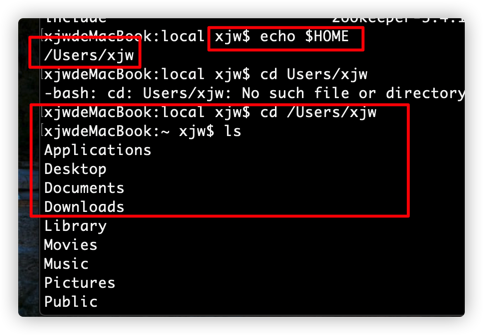 include zookeeper-3.4.1
xjwdeMacBook:local xjw$ echo $HOME
/Users/xjw
xjwdeMacBook:local xjw$ cd Users/xjw
-bash: cd: Users/xjw: No such file or directory
xjwdeMacBook:local xjw$ cd /Users/xjw
xjwdeMacBook:~ xjw$ ls
Applications
Desktop
Documents
Downloads
Library
Movies
Music
Pictures
Public